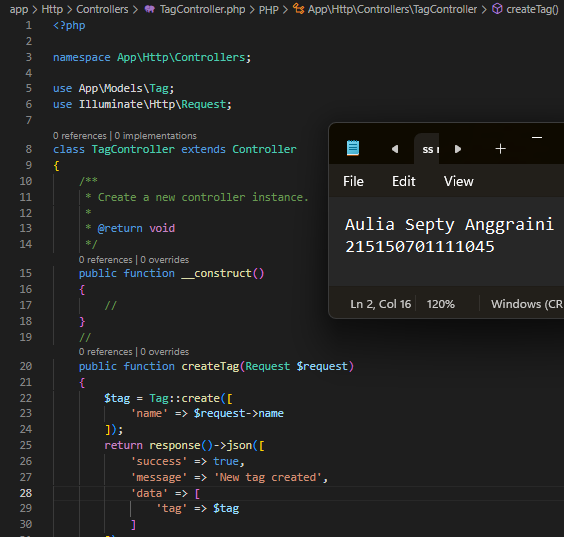 app > Http > Controllers > TagController.php > PHP > App\Http\Controllers\TagController > createTag()
1 <?php
2
3 namespace App\Http\Controllers;
4
5 use App\Models\Tag;
6 use Illuminate\Http\Request;
7
0 references | 0 implementations
8 class TagController extends Controller
9 {
10 /**
11 * Create a new controller instance.
12 *
13 * @return void
14 */
0 references | 0 overrides
15 public function __construct()
16 {
17 //
18 }
19 //
0 references | 0 overrides
20 public function createTag(Request $request)
21 {
22 $tag = Tag::create([
23 'name' => $request->name
24 ]);
25 return response()->json([
26 'success' => true,
27 'message' => 'New tag created',
28 'data' => [
29 'tag' => $tag
30 ]
ss
File Edit View
Aulia Septy Anggraini
215150701111045
Ln 2, Col 16 120% Windows (CR